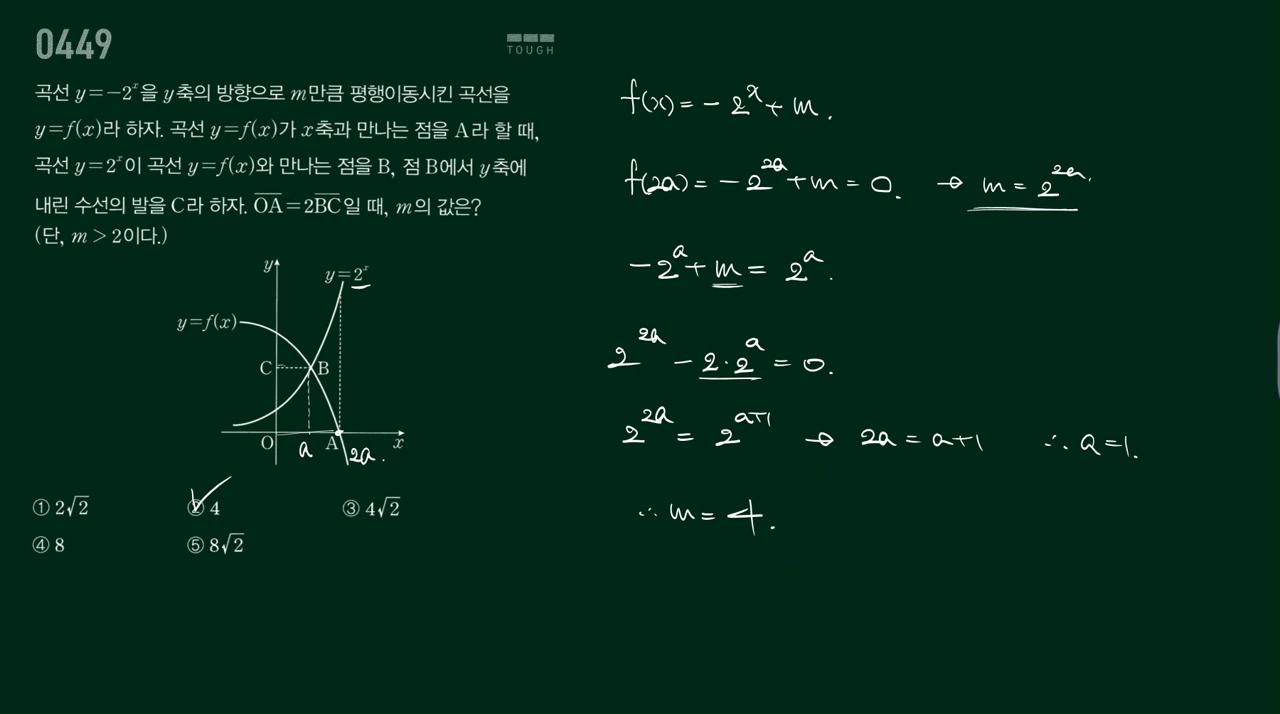 0449
TOUGH
곡선 y=-2^x을 y축의 방향으로 m만큼 평행이동시킨 곡선을
y=f(x)라 하자. 곡선 y=f(x)가 x축과 만나는 점을 A라 할 때,
곡선 y=2^x이 곡선 y=f(x)와 만나는 점을 B, 점 B에서 y축에
내린 수선의 발을 C라 하자. \overline{OA}=2\overline{BC}일 때, m의 값은?
(단, m>2이다.)
y
y=2^x
y=f(x)
C B
O A x
a 2a.
① 2√2 ② 4 ③ 4√2
④ 8 ⑤ 8√2
f(x)=-2^x+m.
f(2a)=-2^{2a}+m=0. → m=2^{2a}.
-2^a+m=2^a.
2^{2a}-2·2^a=0.
2^{2a}=2^{a+1} → 2a=a+1 ∴a=1.
∴m=4.